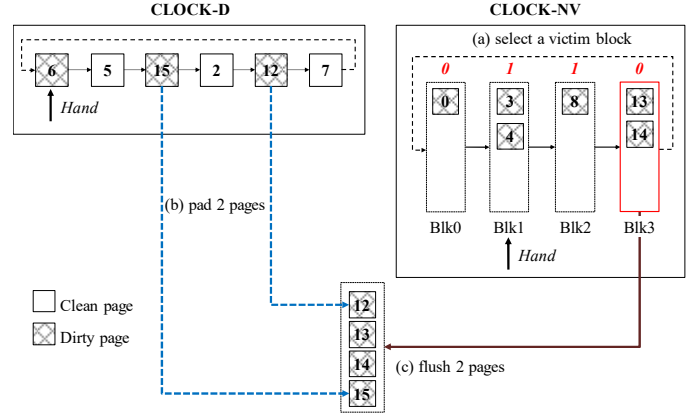 CLOCK-D
6 5 15 2 12 7
Hand
(b) pad 2 pages
CLOCK-NV
(a) select a victim block
0 1 1 0
0 3 8 13
4 14
Blk0 Blk1 Blk2 Blk3
Hand
12
13
14
15
(c) flush 2 pages
Clean page
Dirty page